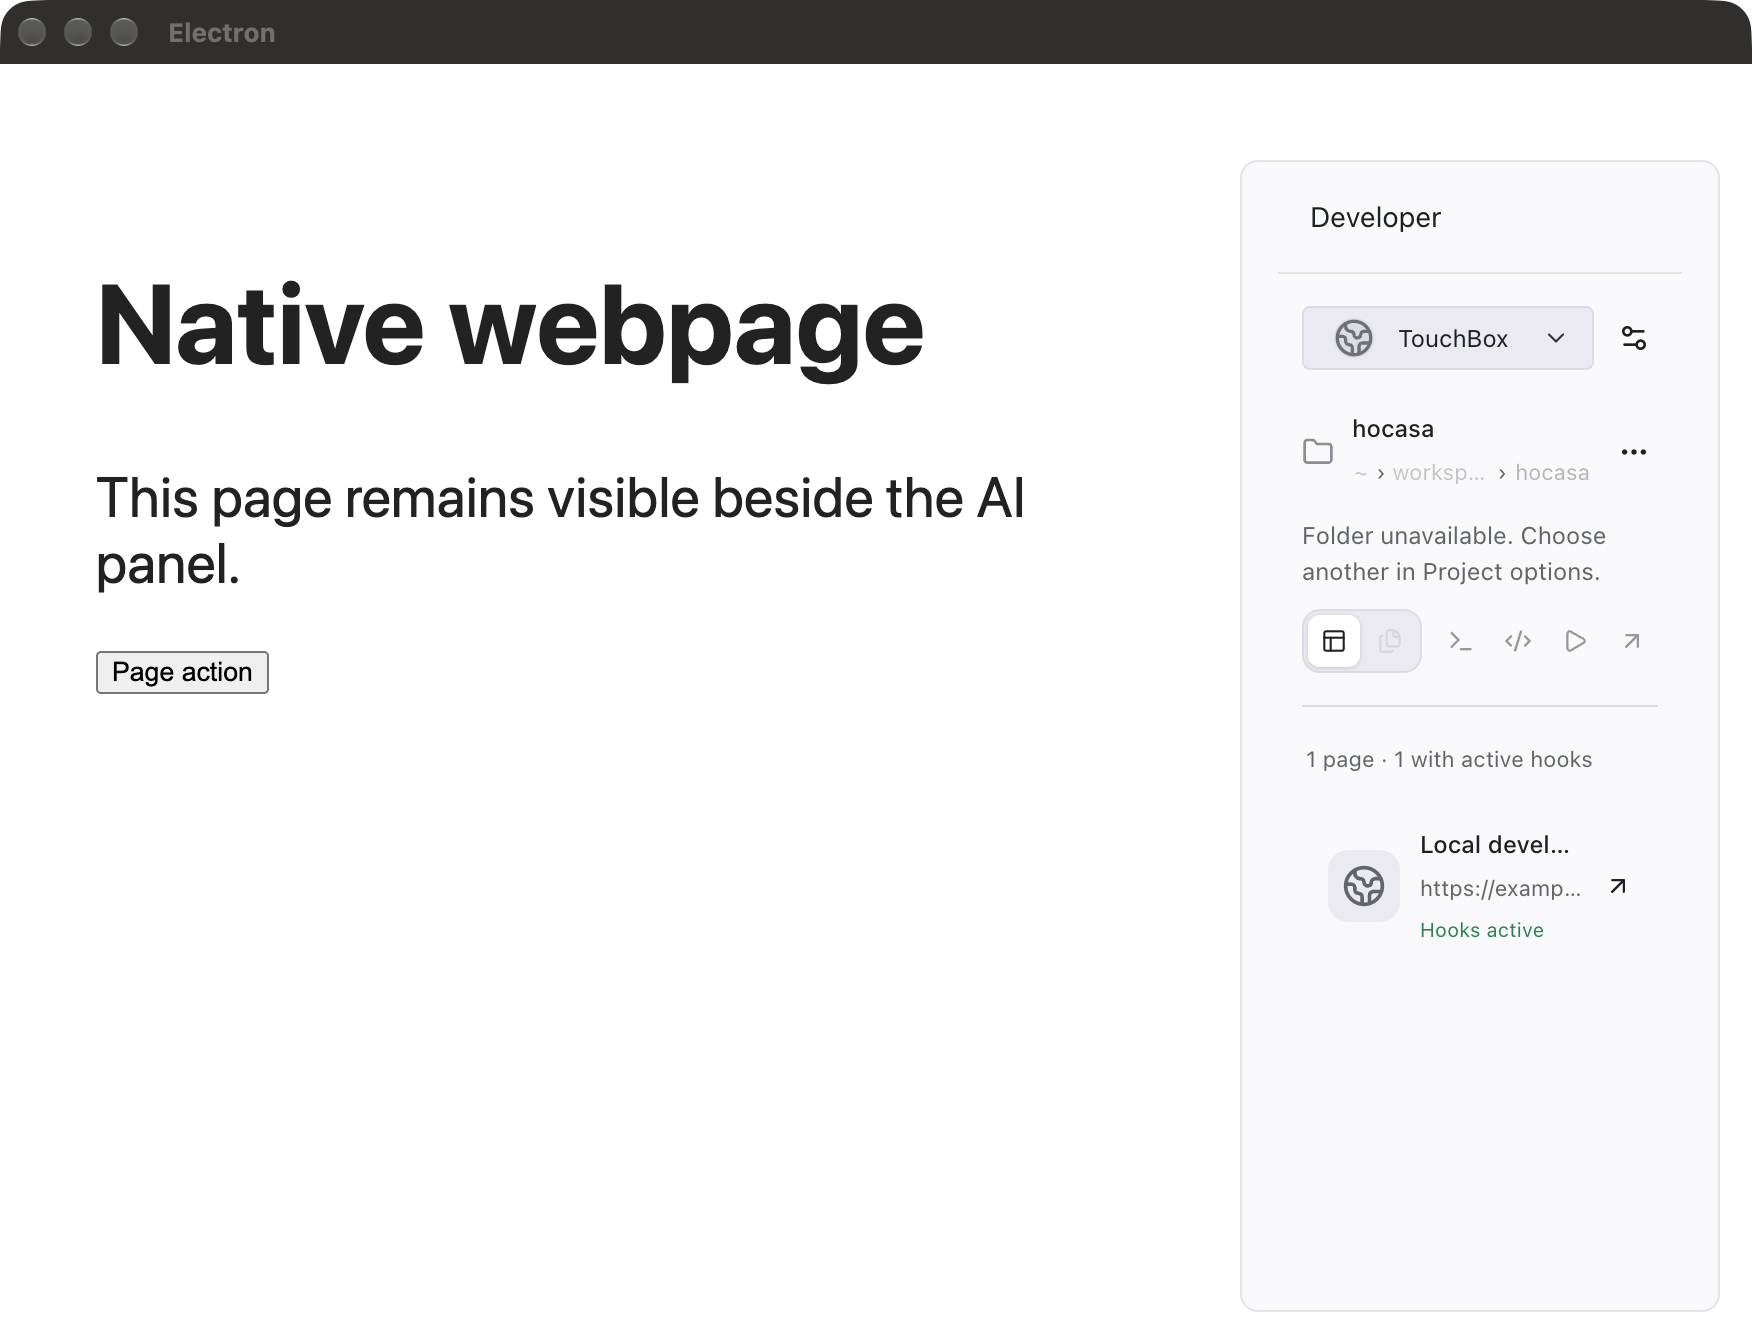 Electron
Native webpage
This page remains visible beside the AI
panel.
Page action
Developer
TouchBox
hocasa
~ › worksp... › hocasa
Folder unavailable. Choose
another in Project options.
1 page · 1 with active hooks
Local devel...
https://examp...
Hooks active